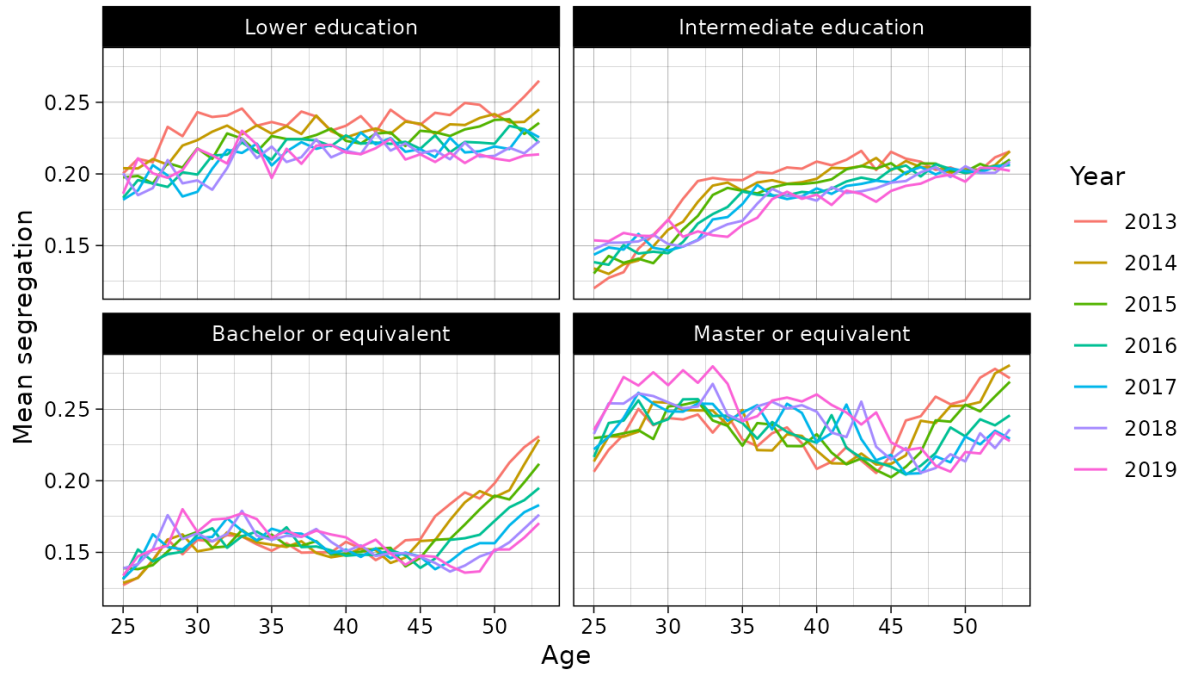 Lower education
Intermediate education
0.25
0.20
0.15
Bachelor or equivalent
Master or equivalent
0.25
0.20
0.15
25 30 35 40 45 50
25 30 35 40 45 50
Age
Mean segregation
Year
2013
2014
2015
2016
2017
2018
2019